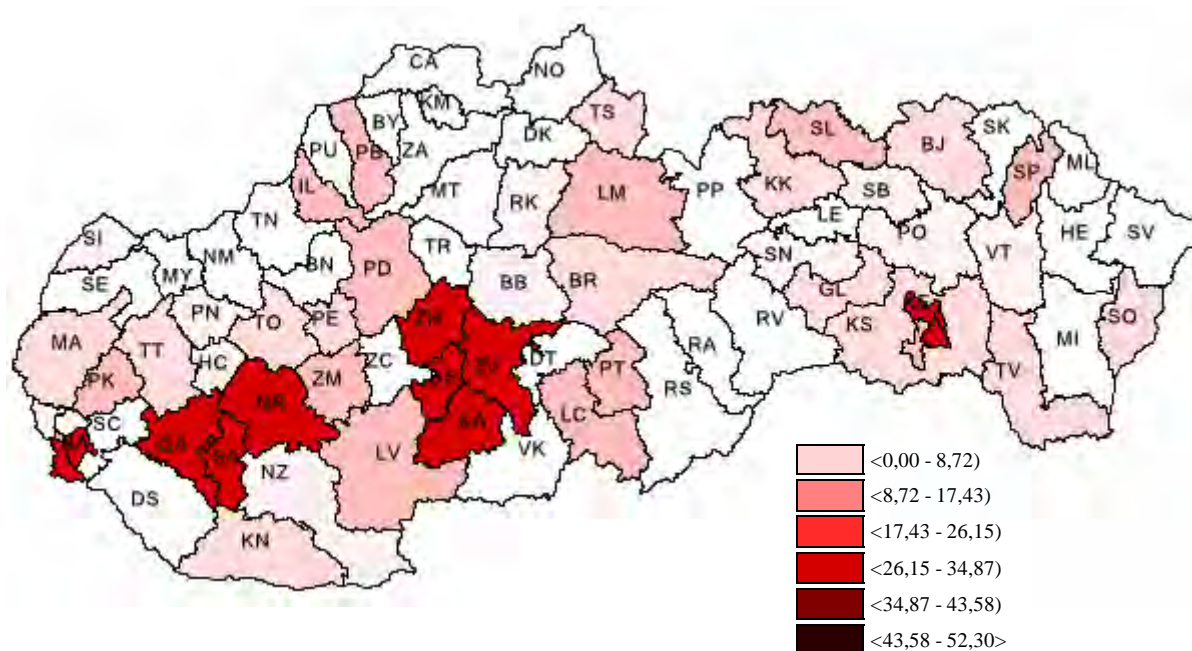 CA
NO
KM
TS
BY
DK
PU
PB
ZA
SL
SK
BJ
ML
SP
IL
MT
RK
LM
PP
KK
SB
TN
LE
PO
HE
SV
SI
NM
TR
SN
VT
MY
BN
PD
BB
BR
GL
SE
SO
PN
TO
PE
RV
KS
MA
TT
ZH
MI
HC
ZC
ZV
DT
RA
PK
ZM
PT
TV
NR
RS
SC
LC
GA
KA
LV
VK
NZ
DS
KN
<0,00 - 8,72)
<8,72 - 17,43)
<17,43 - 26,15)
<26,15 - 34,87)
<34,87 - 43,58)
<43,58 - 52,30>